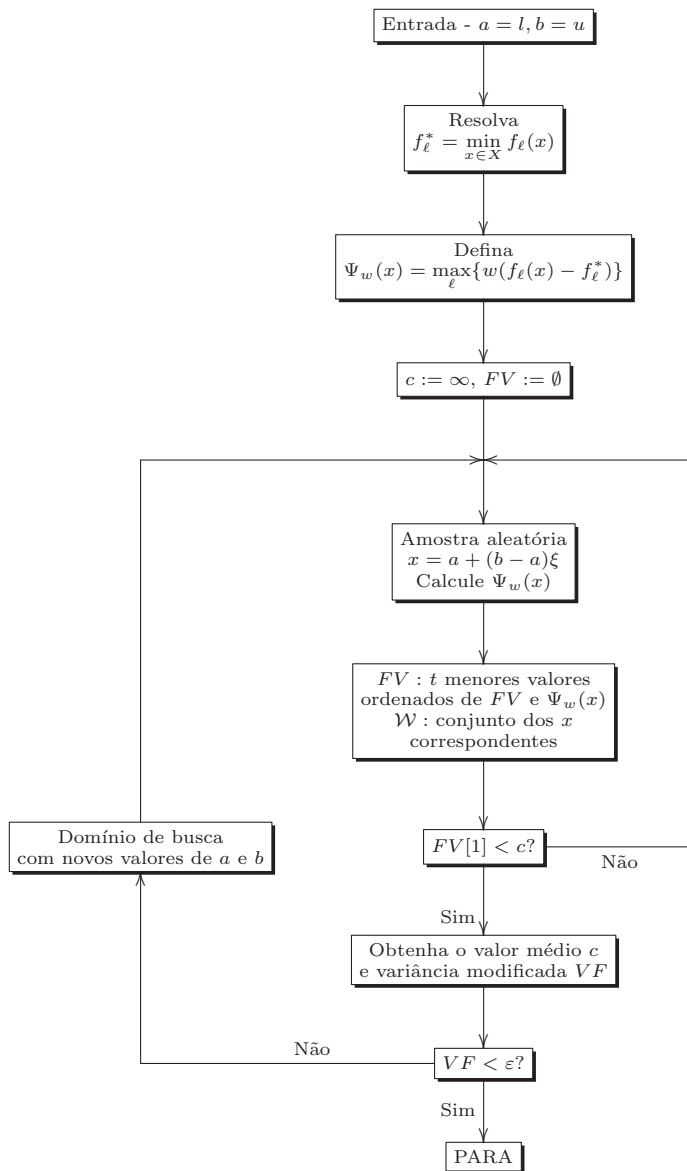 Entrada - a = l, b = u
Resolva
f_ℓ^* = min_{x∈X} f_ℓ(x)
Defina
Ψ_w(x) = max_ℓ{w(f_ℓ(x) − f_ℓ^*)}
c := ∞, FV := ∅
Amostra aleatória
x = a + (b − a)ξ
Calcule Ψ_w(x)
FV : t menores valores
ordenados de FV e Ψ_w(x)
𝒲 : conjunto dos x
correspondentes
Domínio de busca
com novos valores de a e b
FV[1] < c?
Não
Sim
Obtenha o valor médio c
e variância modificada VF
Não
VF < ε?
Sim
PARA